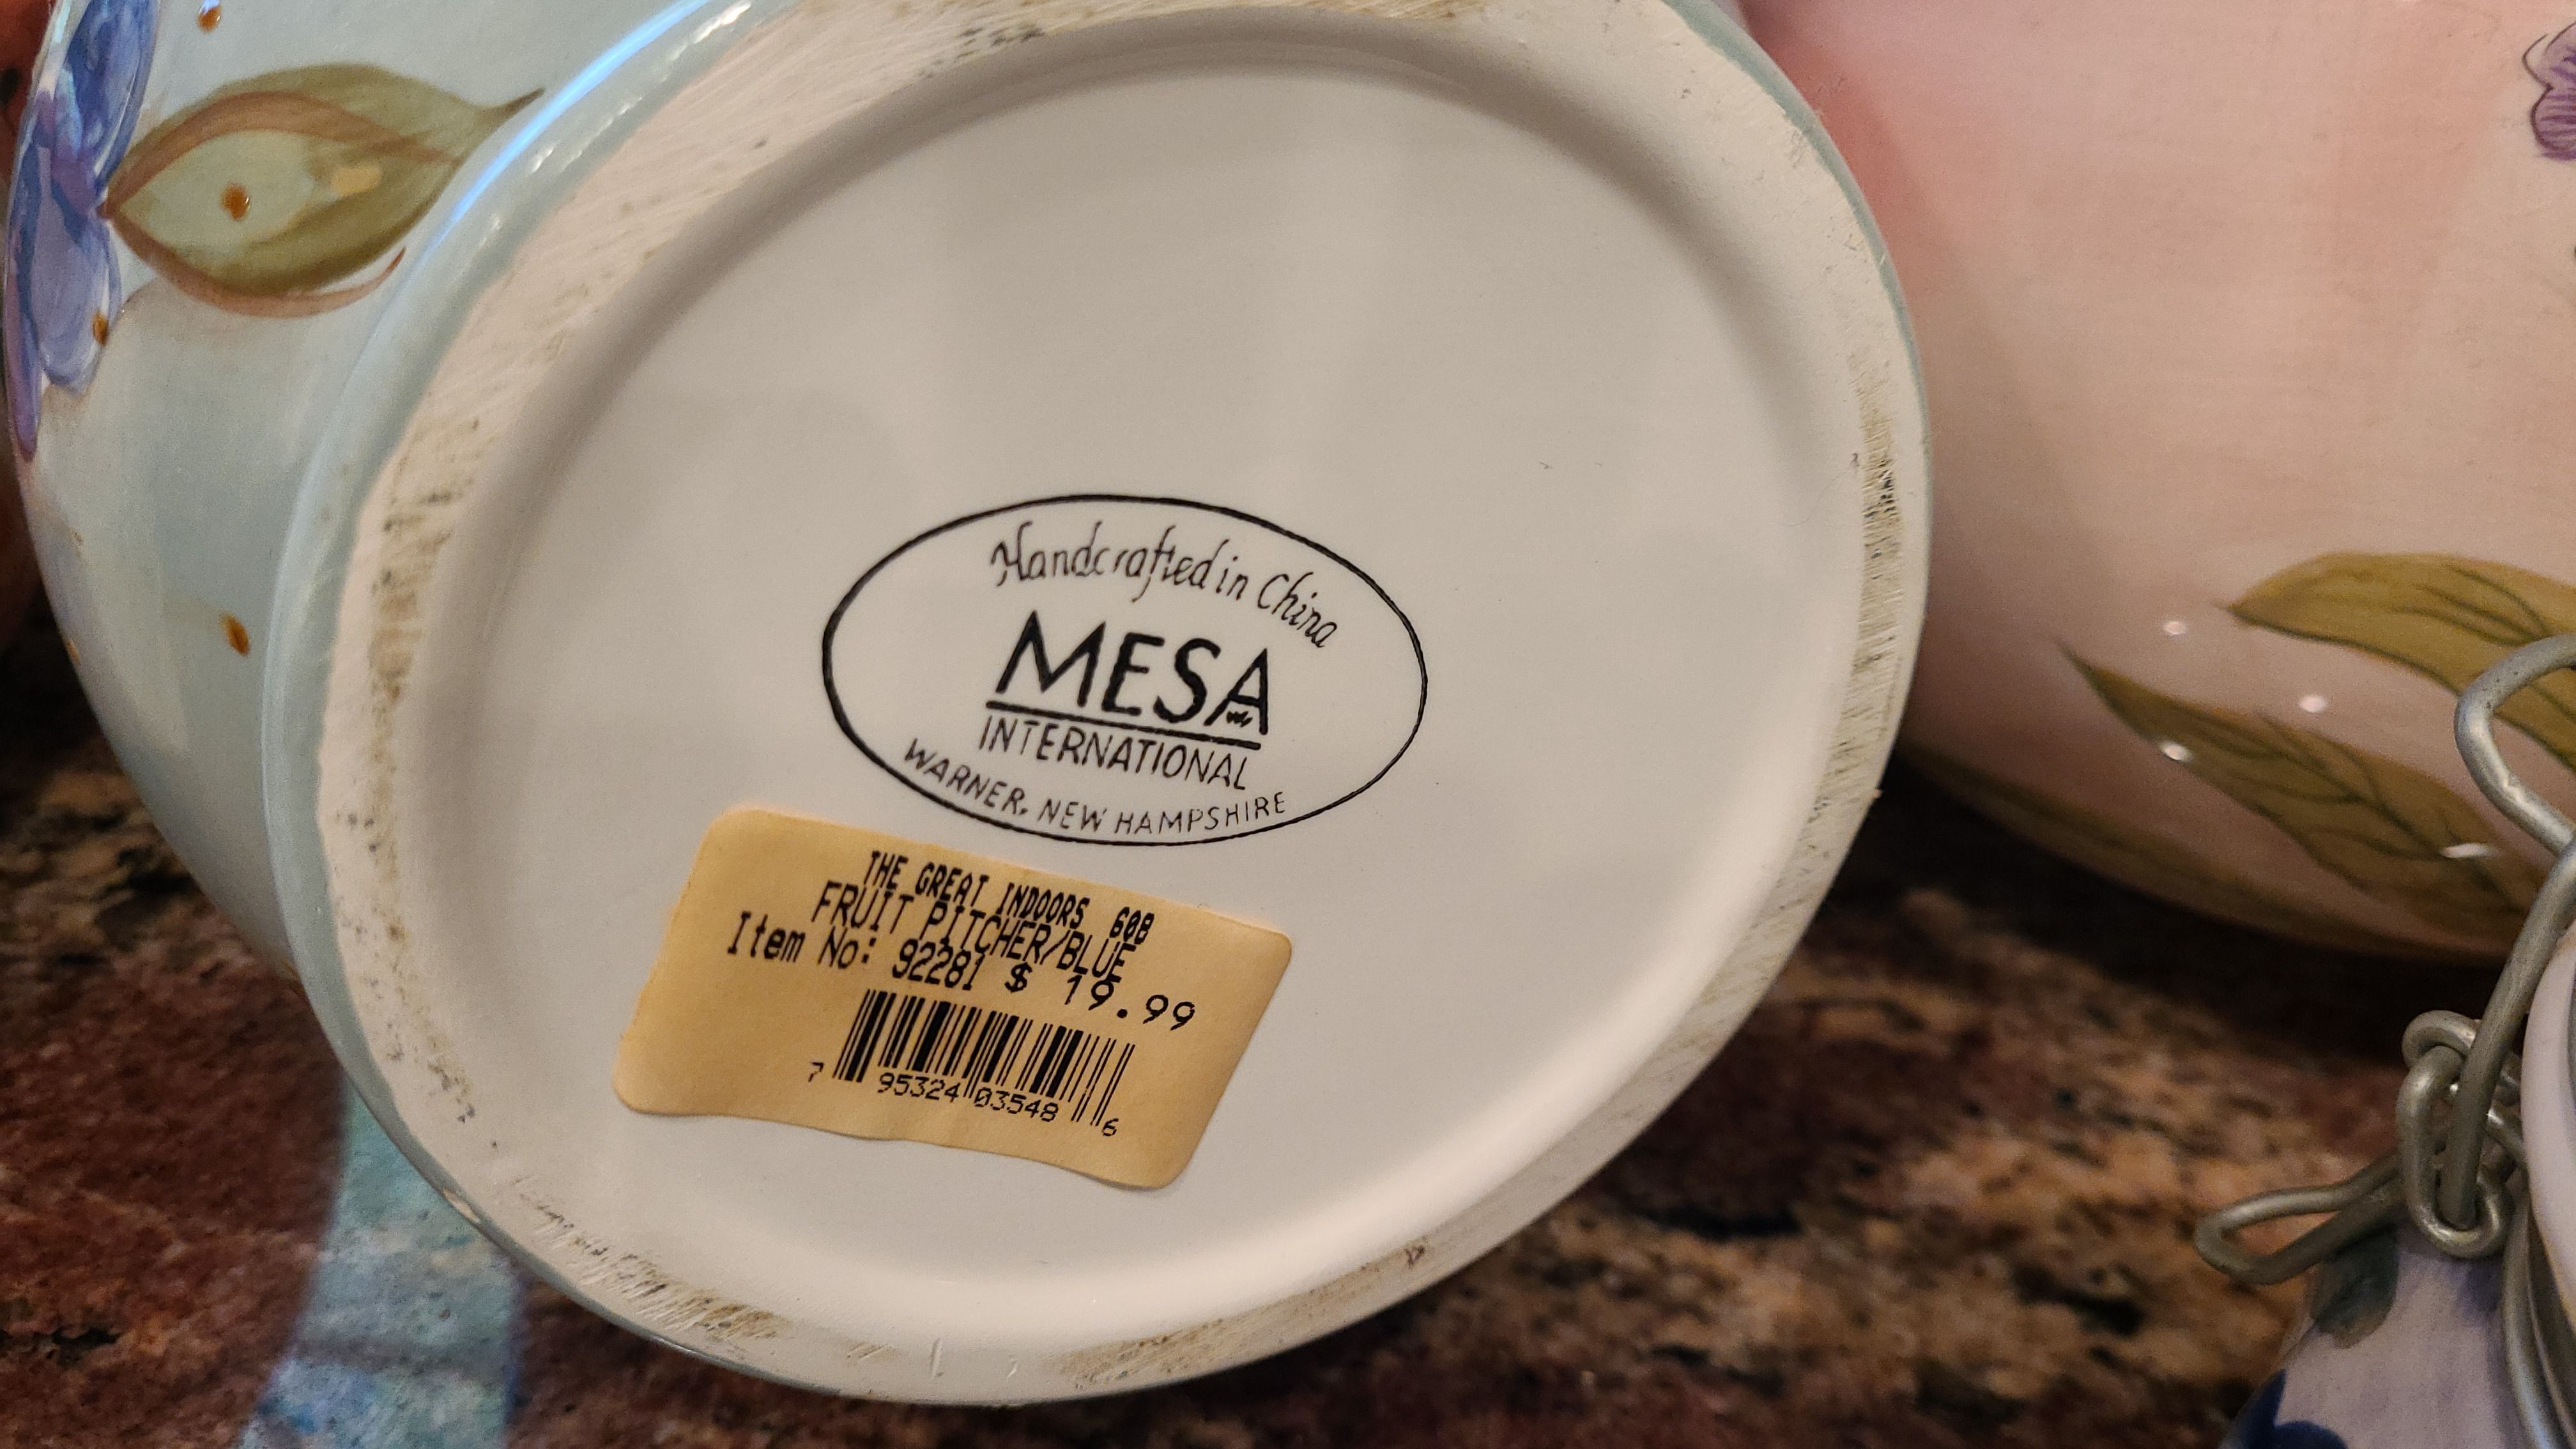 Handcrafted in China
MESA
INTERNATIONAL
WARNER, NEW HAMPSHIRE
THE GREAT INDOORS 608
FRUIT PITCHER/BLUE
Item No: 92281 $ 19.99
7 95324 03548 6